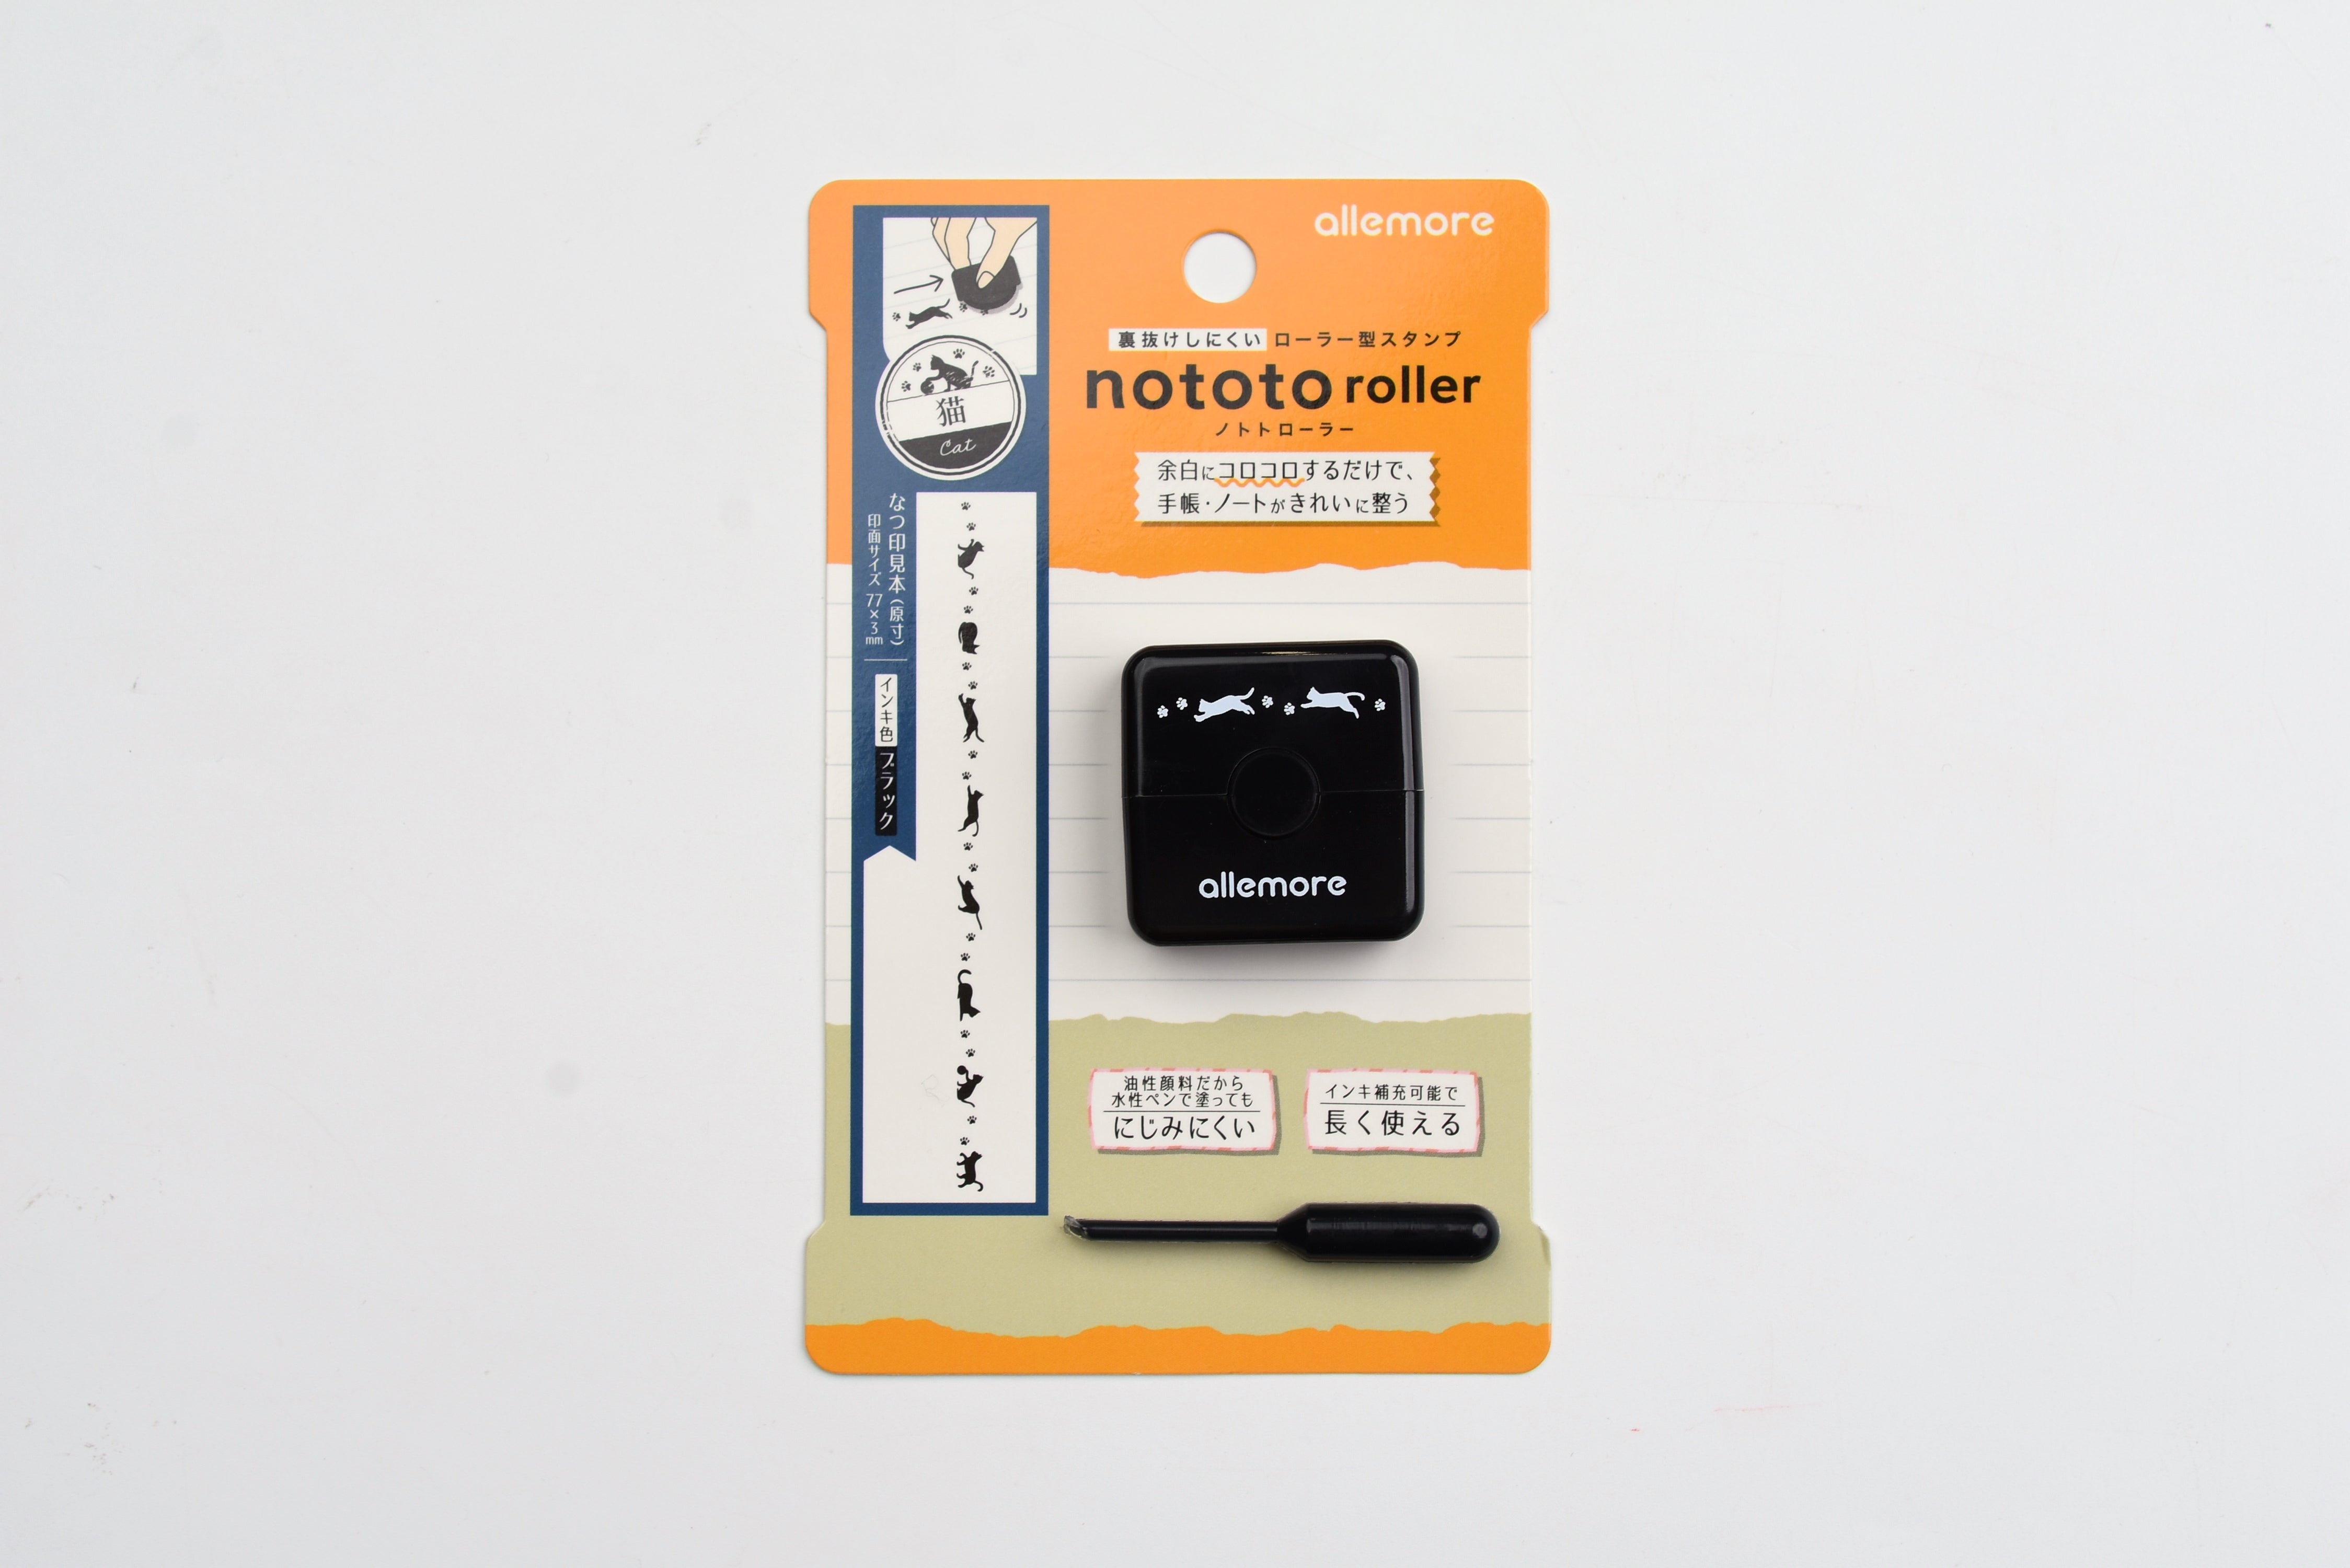 allemore
裏抜けしにくい ローラー型スタンプ
nototo roller
ノトトローラー
余白にコロコロするだけで、
手帳・ノートがきれいに整う
猫
Cat
なつ印見本(原寸)
印面サイズ 77×3mm
インキ色 ブラック
allemore
油性顔料だから
水性ペンで塗っても
にじみにくい
インキ補充可能で
長く使える